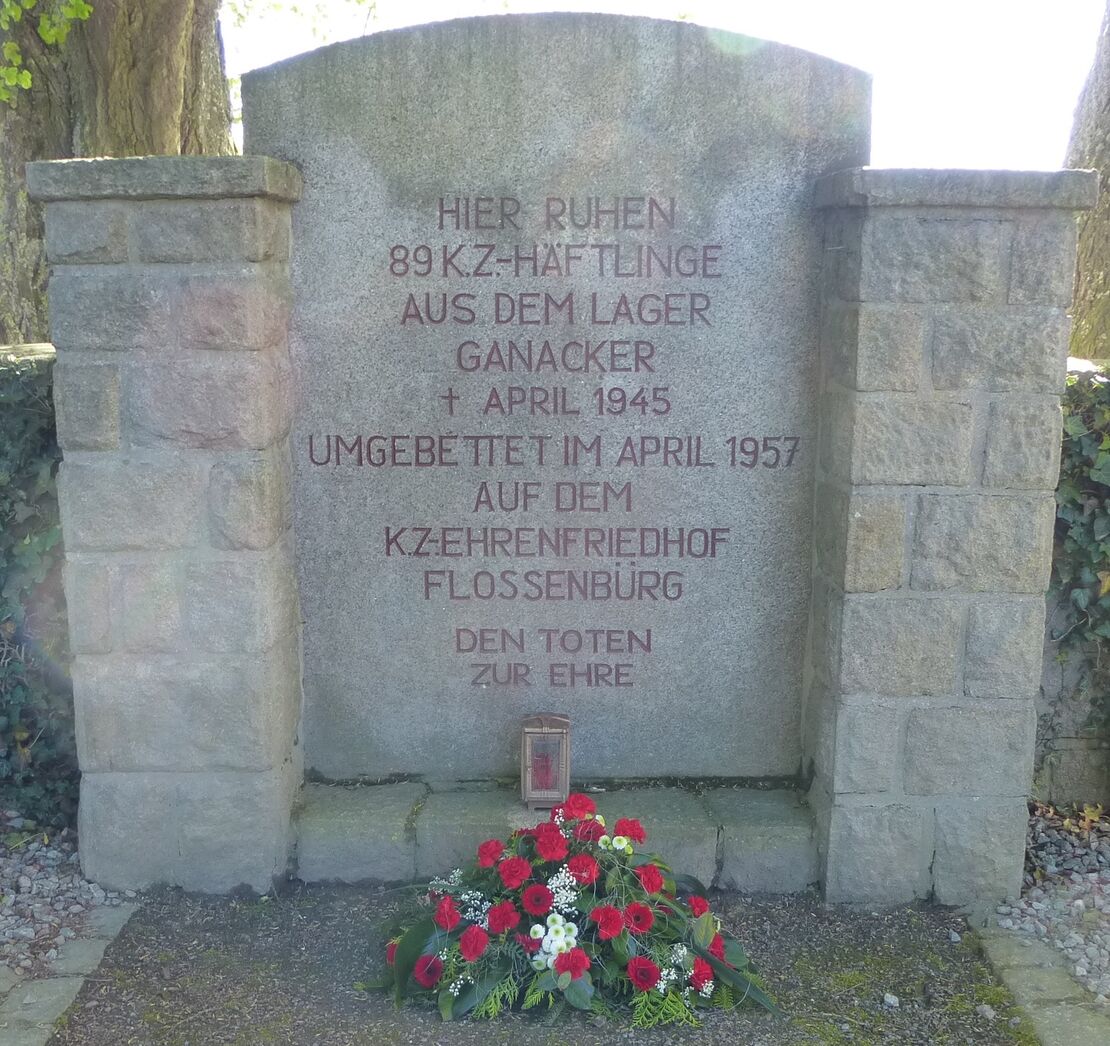 HIER RUHEN
89 K.Z.-HÄFTLINGE
AUS DEM LAGER
GANACKER
† APRIL 1945
UMGEBETTET IM APRIL 1957
AUF DEM
K.Z.-EHRENFRIEDHOF
FLOSSENBÜRG
DEN TOTEN
ZUR EHRE